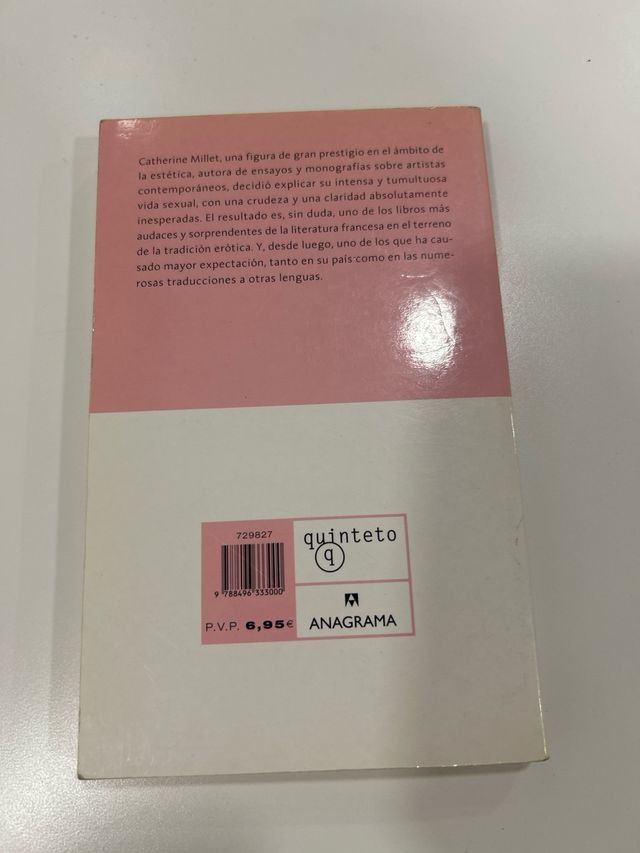 Catherine Millet, una figura de gran prestigio en el ámbito de
la estética, autora de ensayos y monografías sobre artistas
contemporáneos, decidió explicar su intensa y tumultuosa
vida sexual, con una crudeza y una claridad absolutamente
inesperadas. El resultado es, sin duda, uno de los libros más
audaces y sorprendentes de la literatura francesa en el terreno
de la tradición erótica. Y, desde luego, uno de los que ha cau-
sado mayor expectación, tanto en su país como en las nume-
rosas traducciones a otras lenguas.
729827
9 788496 333000
P.V.P. 6,95€
quinteto
q
ANAGRAMA